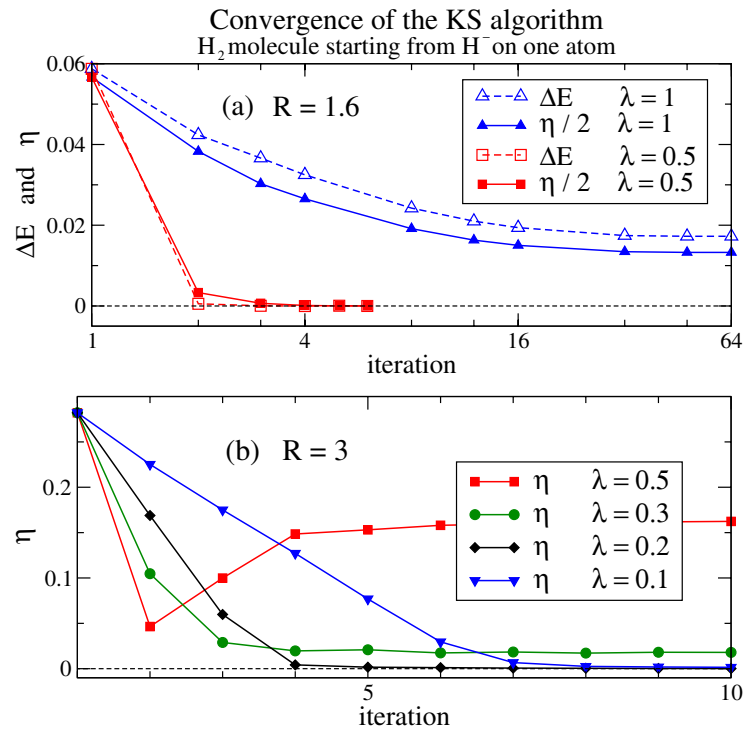 Convergence of the KS algorithm
H₂ molecule starting from H⁻ on one atom
0.06
0.04
0.02
0
ΔE and η
(a) R = 1.6
ΔE λ = 1
η / 2 λ = 1
ΔE λ = 0.5
η / 2 λ = 0.5
1 4 16 64
iteration
0.2
0.1
0
η
(b) R = 3
η λ = 0.5
η λ = 0.3
η λ = 0.2
η λ = 0.1
5 10
iteration